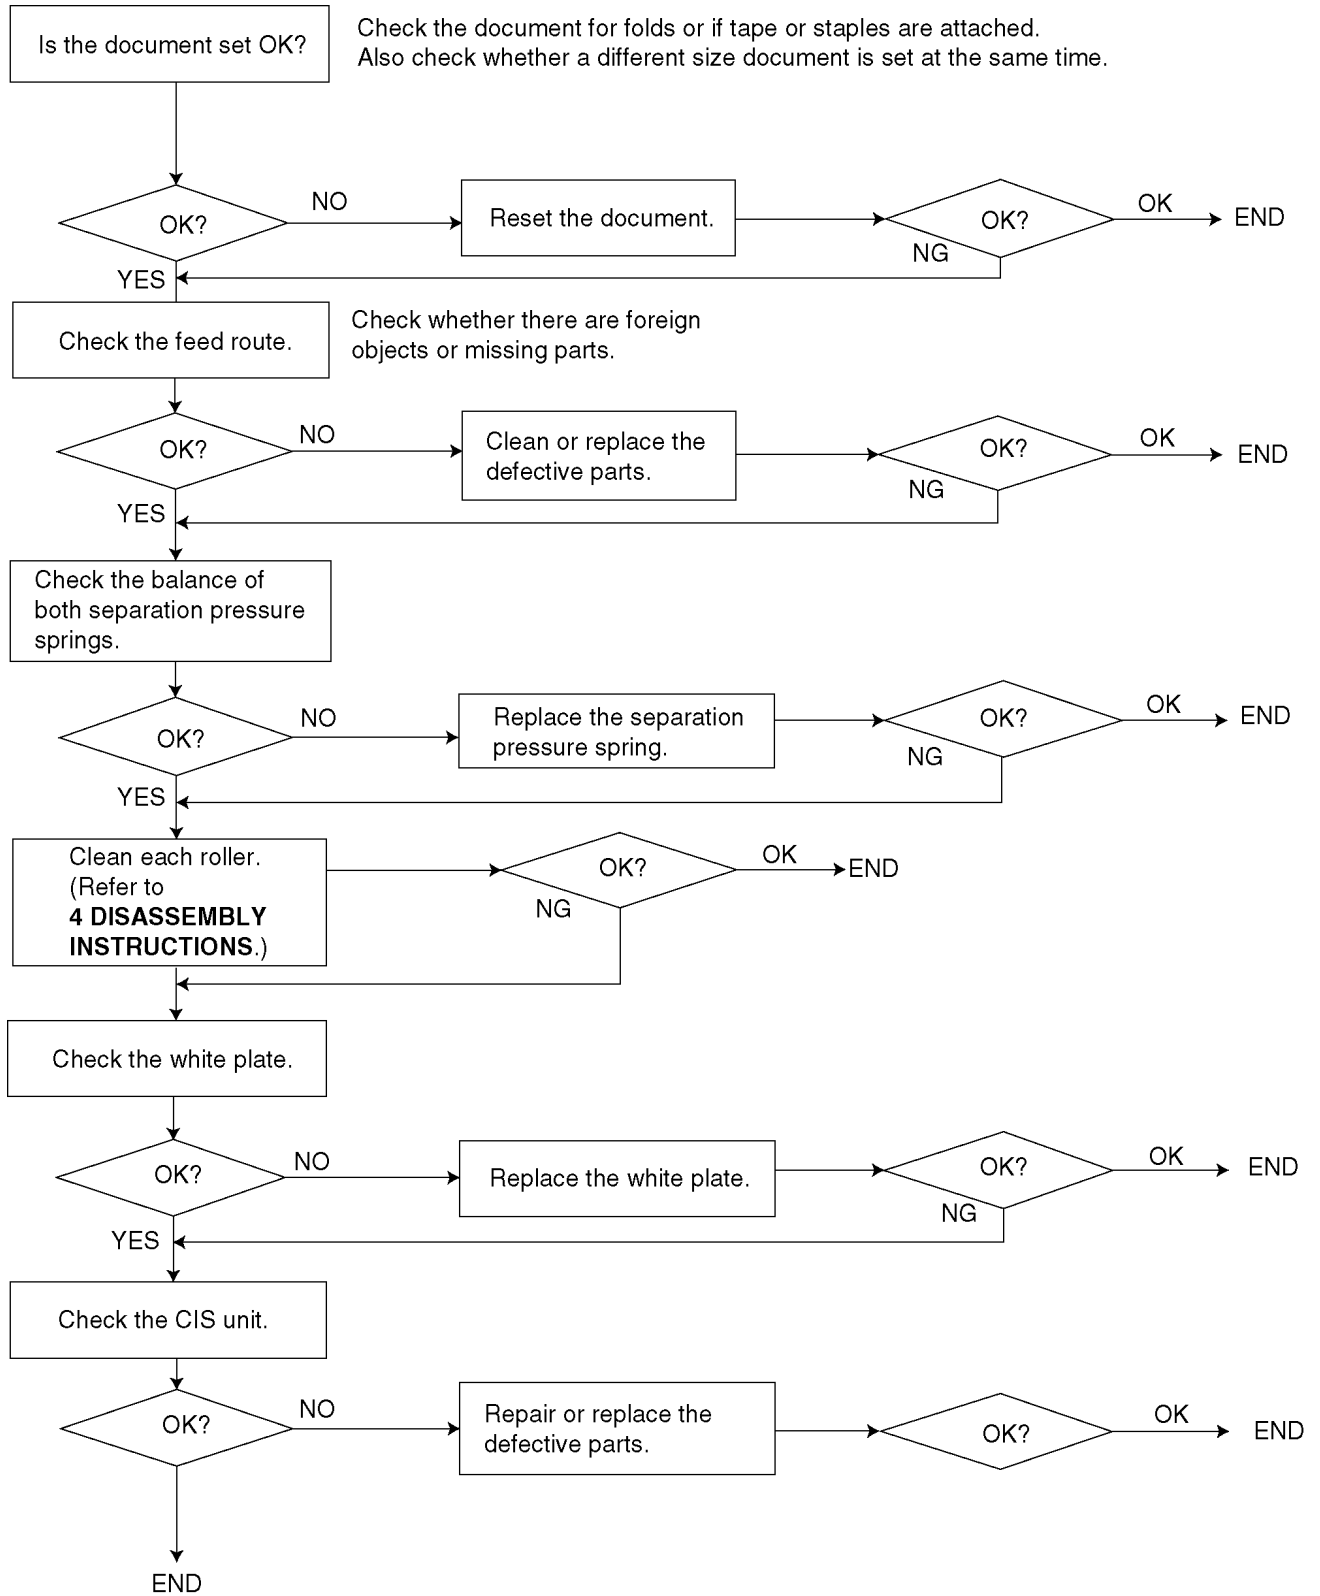 Is the document set OK?
Check the document for folds or if tape or staples are attached.
Also check whether a different size document is set at the same time.
OK?
NO
Reset the document.
OK?
OK
END
NG
YES
Check the feed route.
Check whether there are foreign
objects or missing parts.
OK?
NO
Clean or replace the
defective parts.
OK?
OK
END
NG
YES
Check the balance of
both separation pressure
springs.
OK?
NO
Replace the separation
pressure spring.
OK?
OK
END
NG
YES
Clean each roller.
(Refer to
4 DISASSEMBLY
INSTRUCTIONS.)
OK?
OK
END
NG
Check the white plate.
OK?
NO
Replace the white plate.
OK?
OK
END
NG
YES
Check the CIS unit.
OK?
NO
Repair or replace the
defective parts.
OK?
OK
END
END